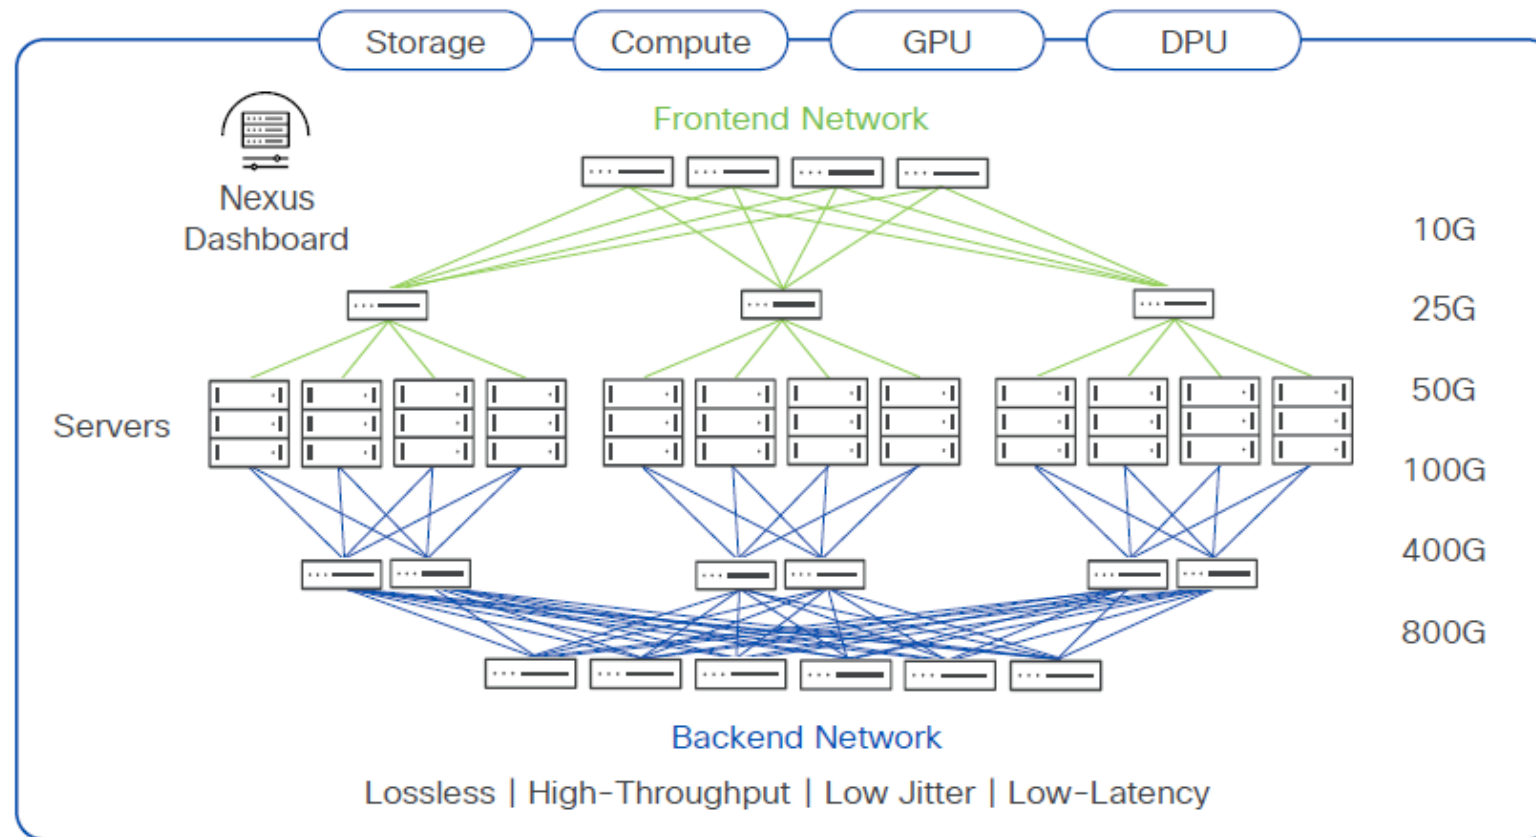 Storage
Compute
GPU
DPU
Frontend Network
Nexus
Dashboard
10G
25G
50G
Servers
100G
400G
800G
Backend Network
Lossless | High-Throughput | Low Jitter | Low-Latency